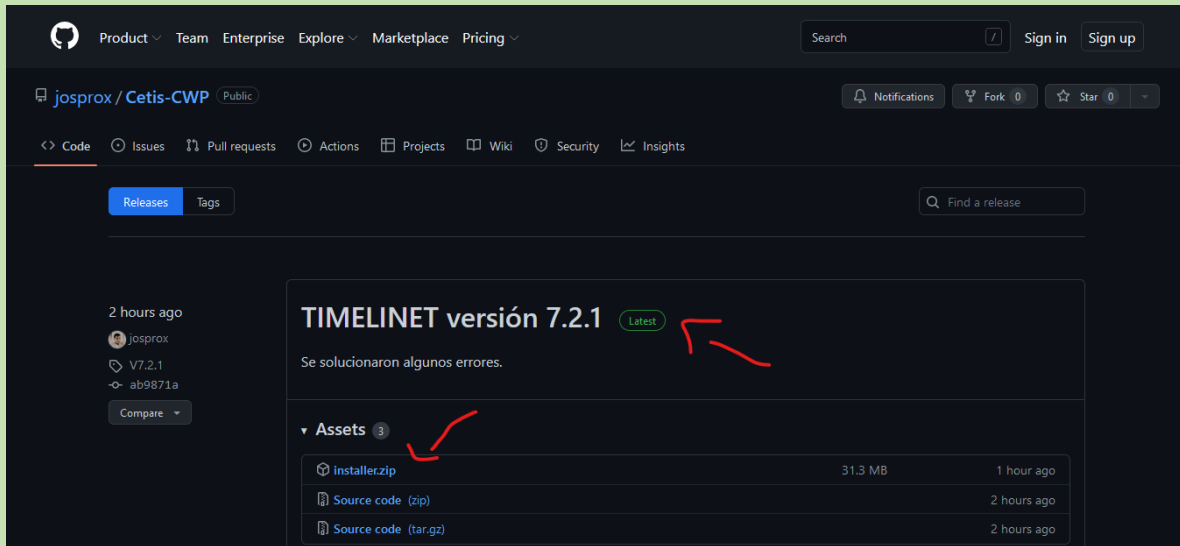 Product Team Enterprise Explore Marketplace Pricing Search / Sign in Sign up
josprox / Cetis-CWP Public Notifications Fork 0 Star 0
<> Code Issues Pull requests Actions Projects Wiki Security Insights
Releases Tags Find a release
2 hours ago
josprox
V7.2.1
ab9871a
Compare
TIMELINET versión 7.2.1 Latest
Se solucionaron algunos errores.
Assets 3
installer.zip 31.3 MB 1 hour ago
Source code (zip) 2 hours ago
Source code (tar.gz) 2 hours ago